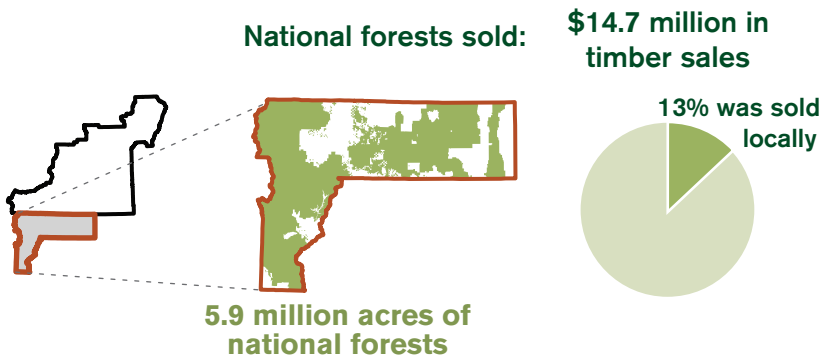 National forests sold:
$14.7 million in
timber sales
13% was sold
locally
5.9 million acres of
national forests